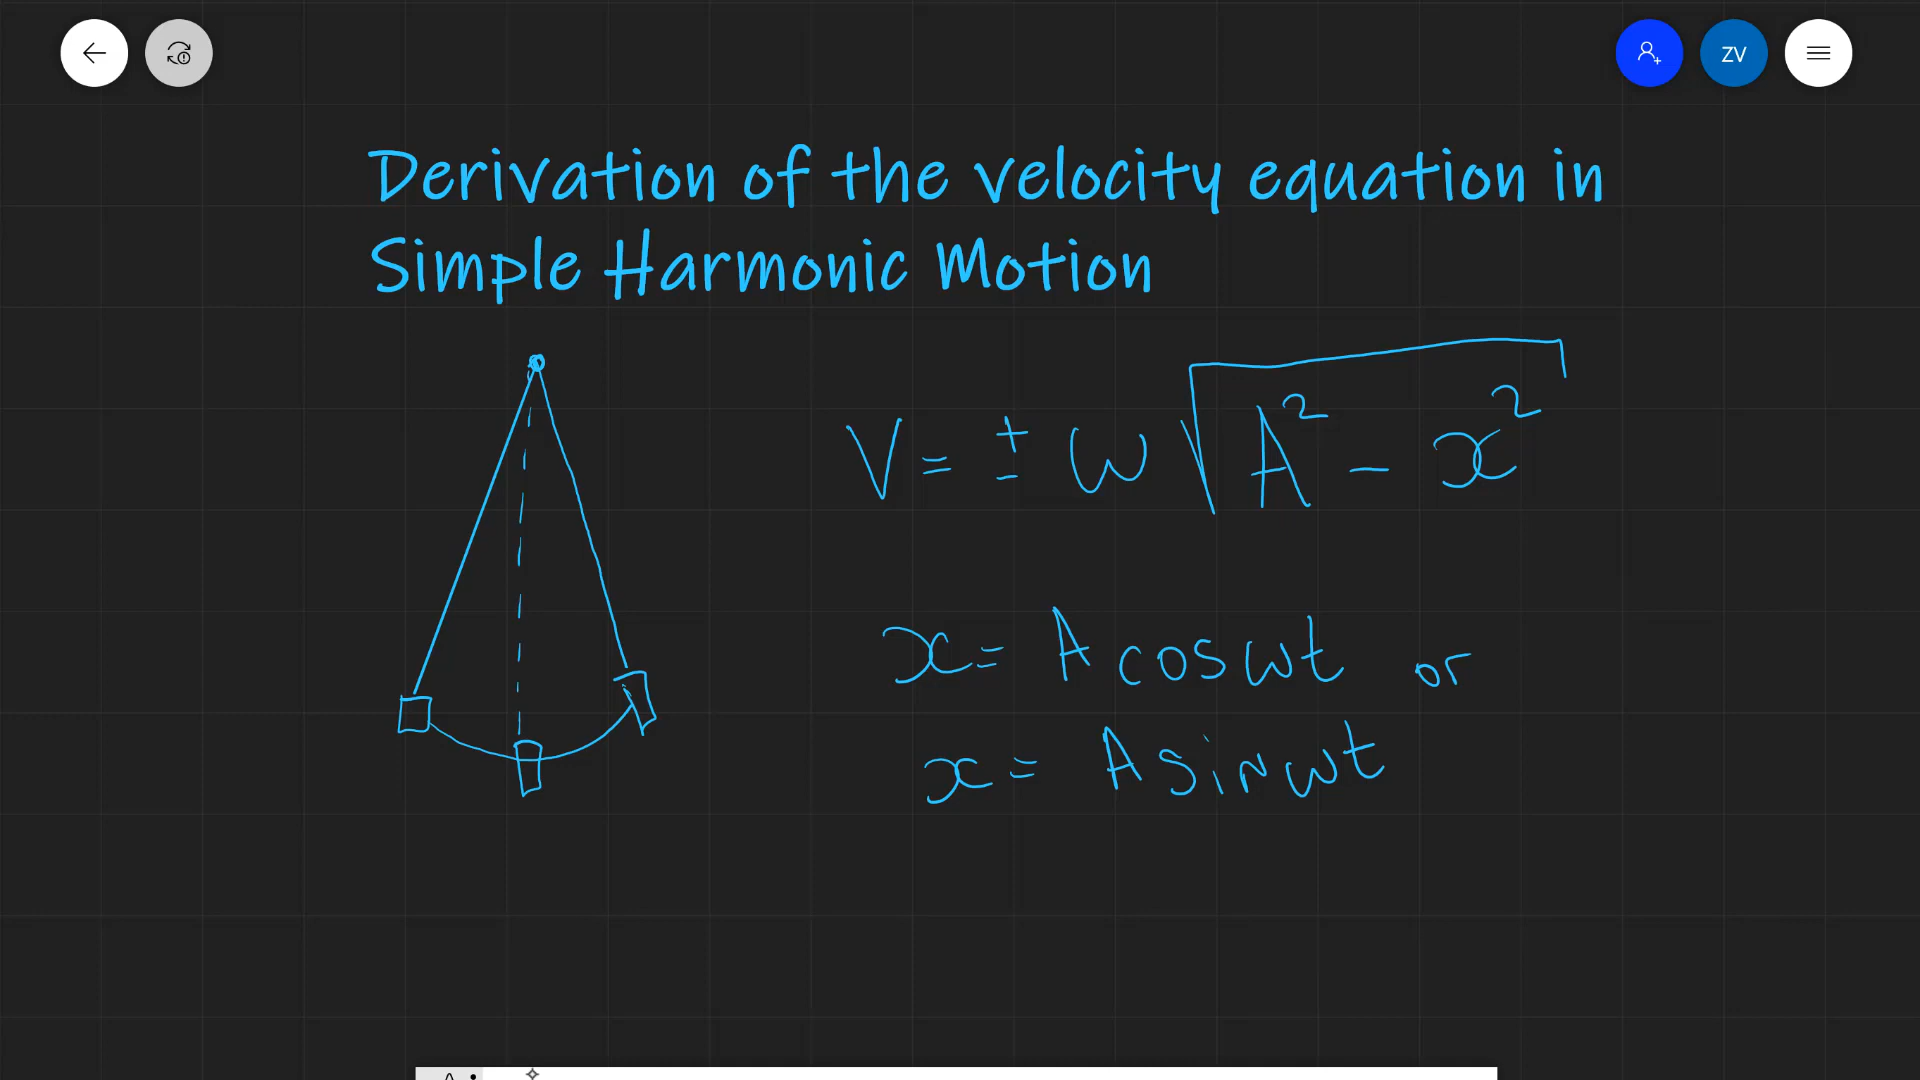 ZV
Derivation of the velocity equation in
Simple Harmonic Motion
V = ± ω √(A² - x²)
x = A cos ωt or
x = A sin ωt